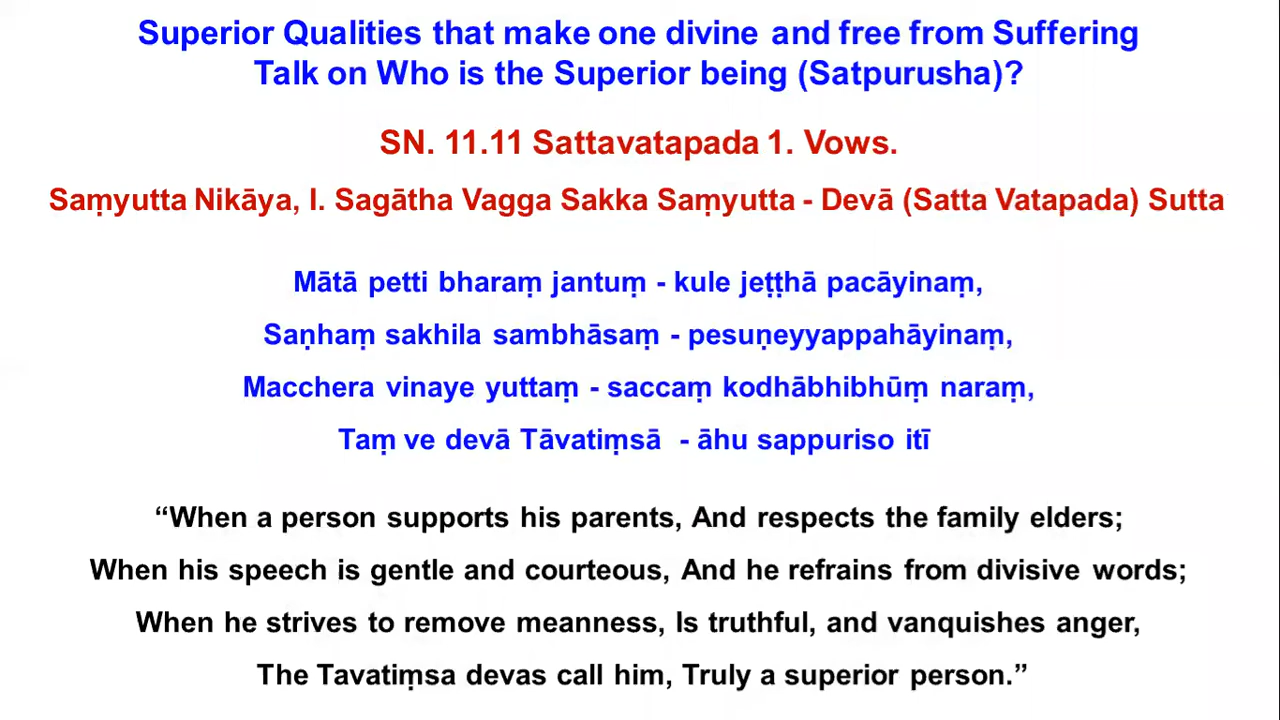 Superior Qualities that make one divine and free from Suffering
Talk on Who is the Superior being (Satpurusha)?
SN. 11.11 Sattavatapada 1. Vows.
Saṃyutta Nikāya, I. Sagātha Vagga Sakka Saṃyutta - Devā (Satta Vatapada) Sutta
Mātā petti bharaṃ jantuṃ - kule jeṭṭhā pacāyinaṃ,
Saṇhaṃ sakhila sambhāsaṃ - pesuṇeyyappahāyinaṃ,
Macchera vinaye yuttaṃ - saccaṃ kodhābhibhūṃ naraṃ,
Taṃ ve devā Tāvatiṃsā - āhu sappuriso itī
“When a person supports his parents, And respects the family elders;
When his speech is gentle and courteous, And he refrains from divisive words;
When he strives to remove meanness, Is truthful, and vanquishes anger,
The Tavatiṃsa devas call him, Truly a superior person.”